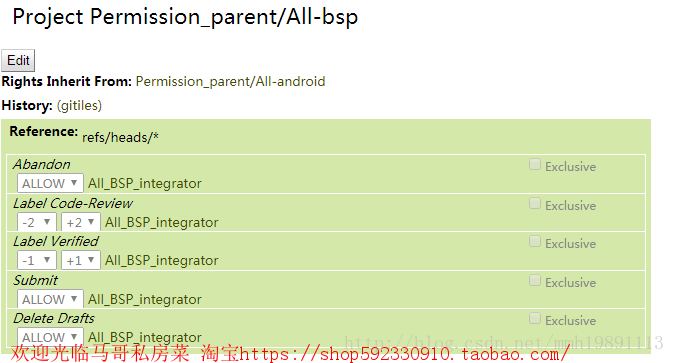 Project Permission_parent/All-bsp
Edit
Rights Inherit From: Permission_parent/All-android
History: (gitiles)
Reference: refs/heads/*
Abandon Exclusive
ALLOW All_BSP_integrator
Label Code-Review Exclusive
-2 +2 All_BSP_integrator
Label Verified Exclusive
-1 +1 All_BSP_integrator
Submit Exclusive
ALLOW All_BSP_integrator
Delete Drafts Exclusive
ALLOW All_BSP_integrator
http://blog.csdn.net/mnh19891113
欢迎光临马哥私房菜 淘宝https://shop592330910.taobao.com/